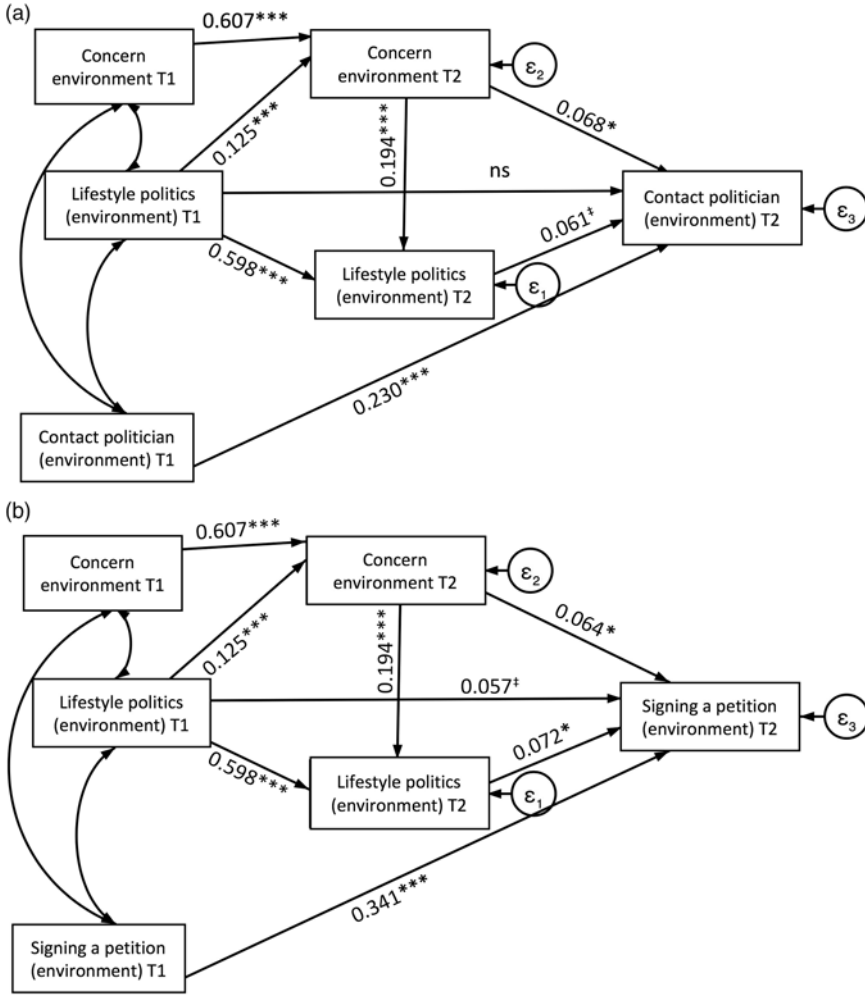 (a)
0.607***
Concern
environment T1
Concern
environment T2
ε2
0.125***
0.194***
0.068*
ns
Lifestyle politics
(environment) T1
Contact politician
(environment)
T2
ε3
0.598***
0.061‡
Lifestyle politics
(environment) T2
ε1
0.230***
Contact politician
(environment) T1
(b)
0.607***
Concern
environment T1
Concern
environment T2
ε2
0.125***
0.194***
0.064*
0.057‡
Lifestyle politics
(environment) T1
Signing a petition
(environment)
T2
ε3
0.598***
0.072*
Lifestyle politics
(environment) T2
ε1
0.341***
Signing a petition
(environment) T1